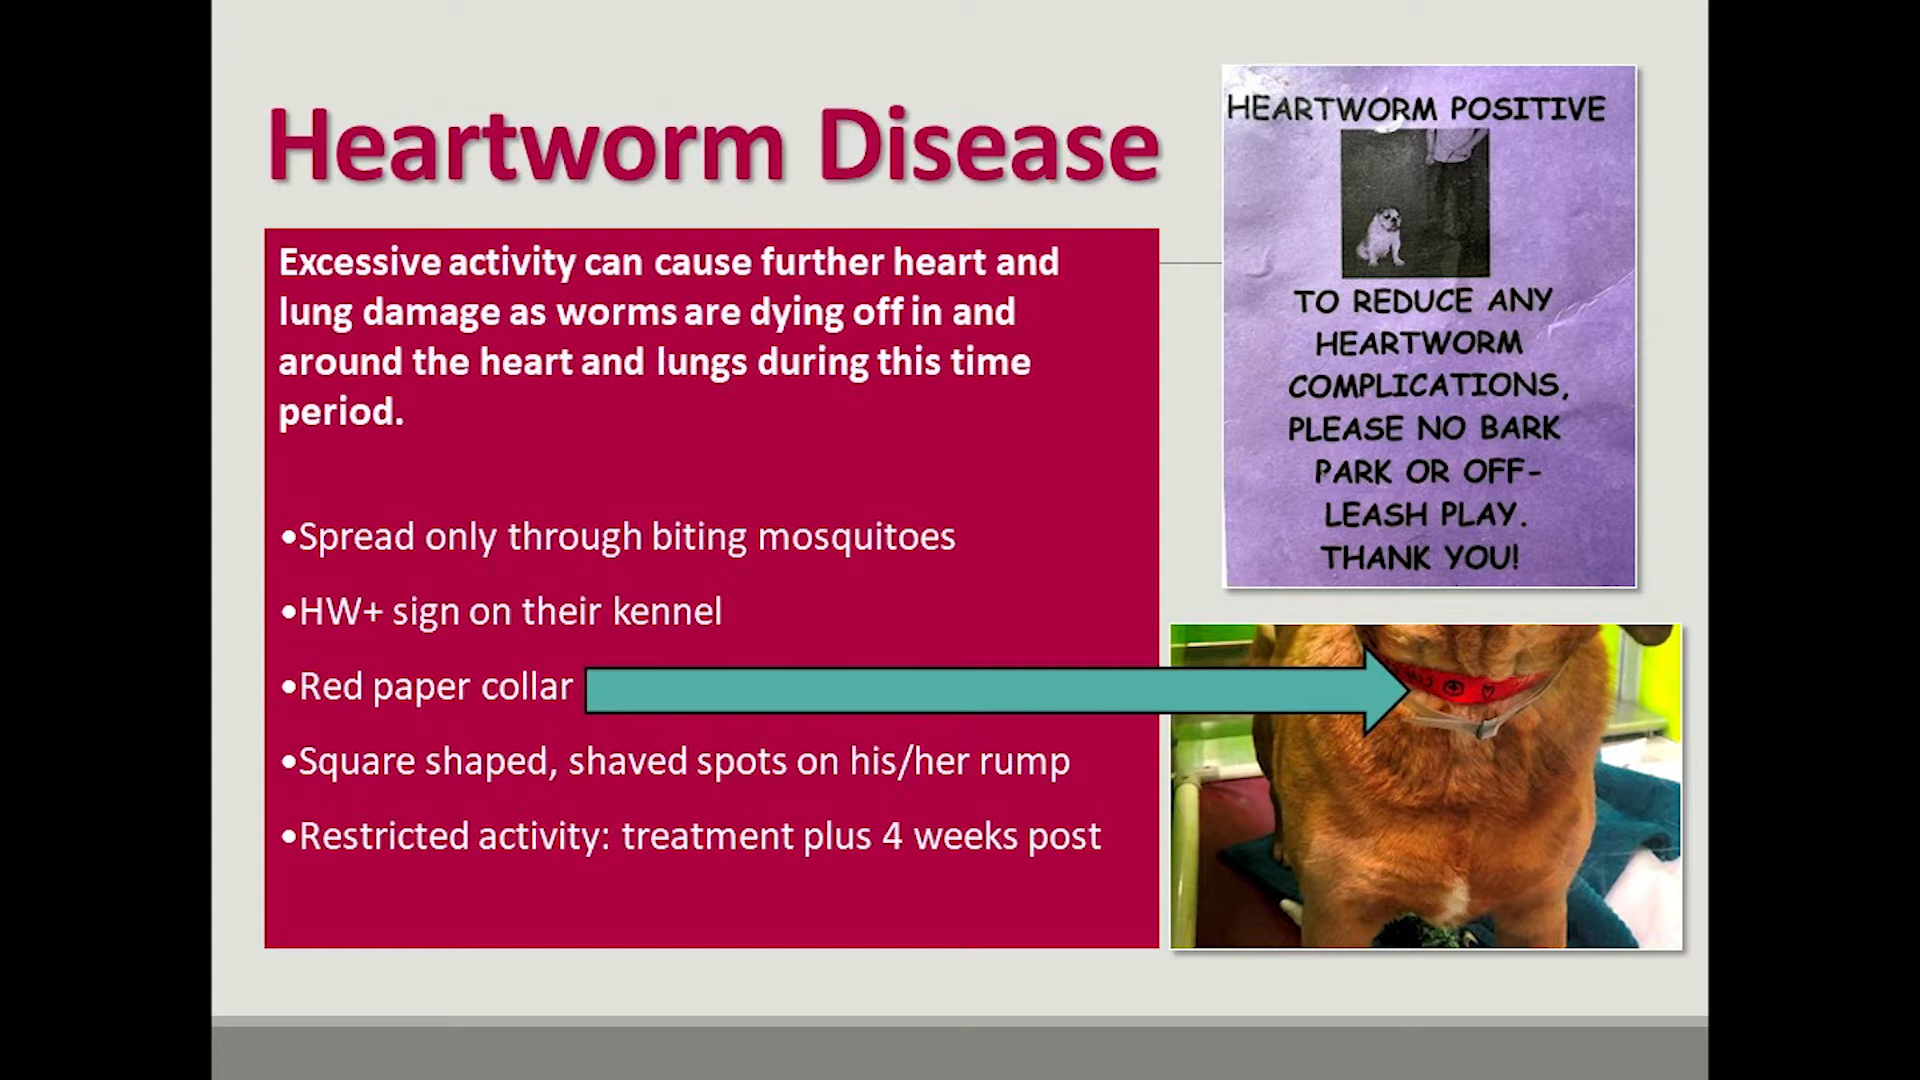 Heartworm Disease
Excessive activity can cause further heart and
lung damage as worms are dying off in and
around the heart and lungs during this time
period.
•Spread only through biting mosquitoes
•HW+ sign on their kennel
•Red paper collar
•Square shaped, shaved spots on his/her rump
•Restricted activity: treatment plus 4 weeks post
HEARTWORM POSITIVE
TO REDUCE ANY
HEARTWORM
COMPLICATIONS,
PLEASE NO BARK
PARK OR OFF-
LEASH PLAY.
THANK YOU!